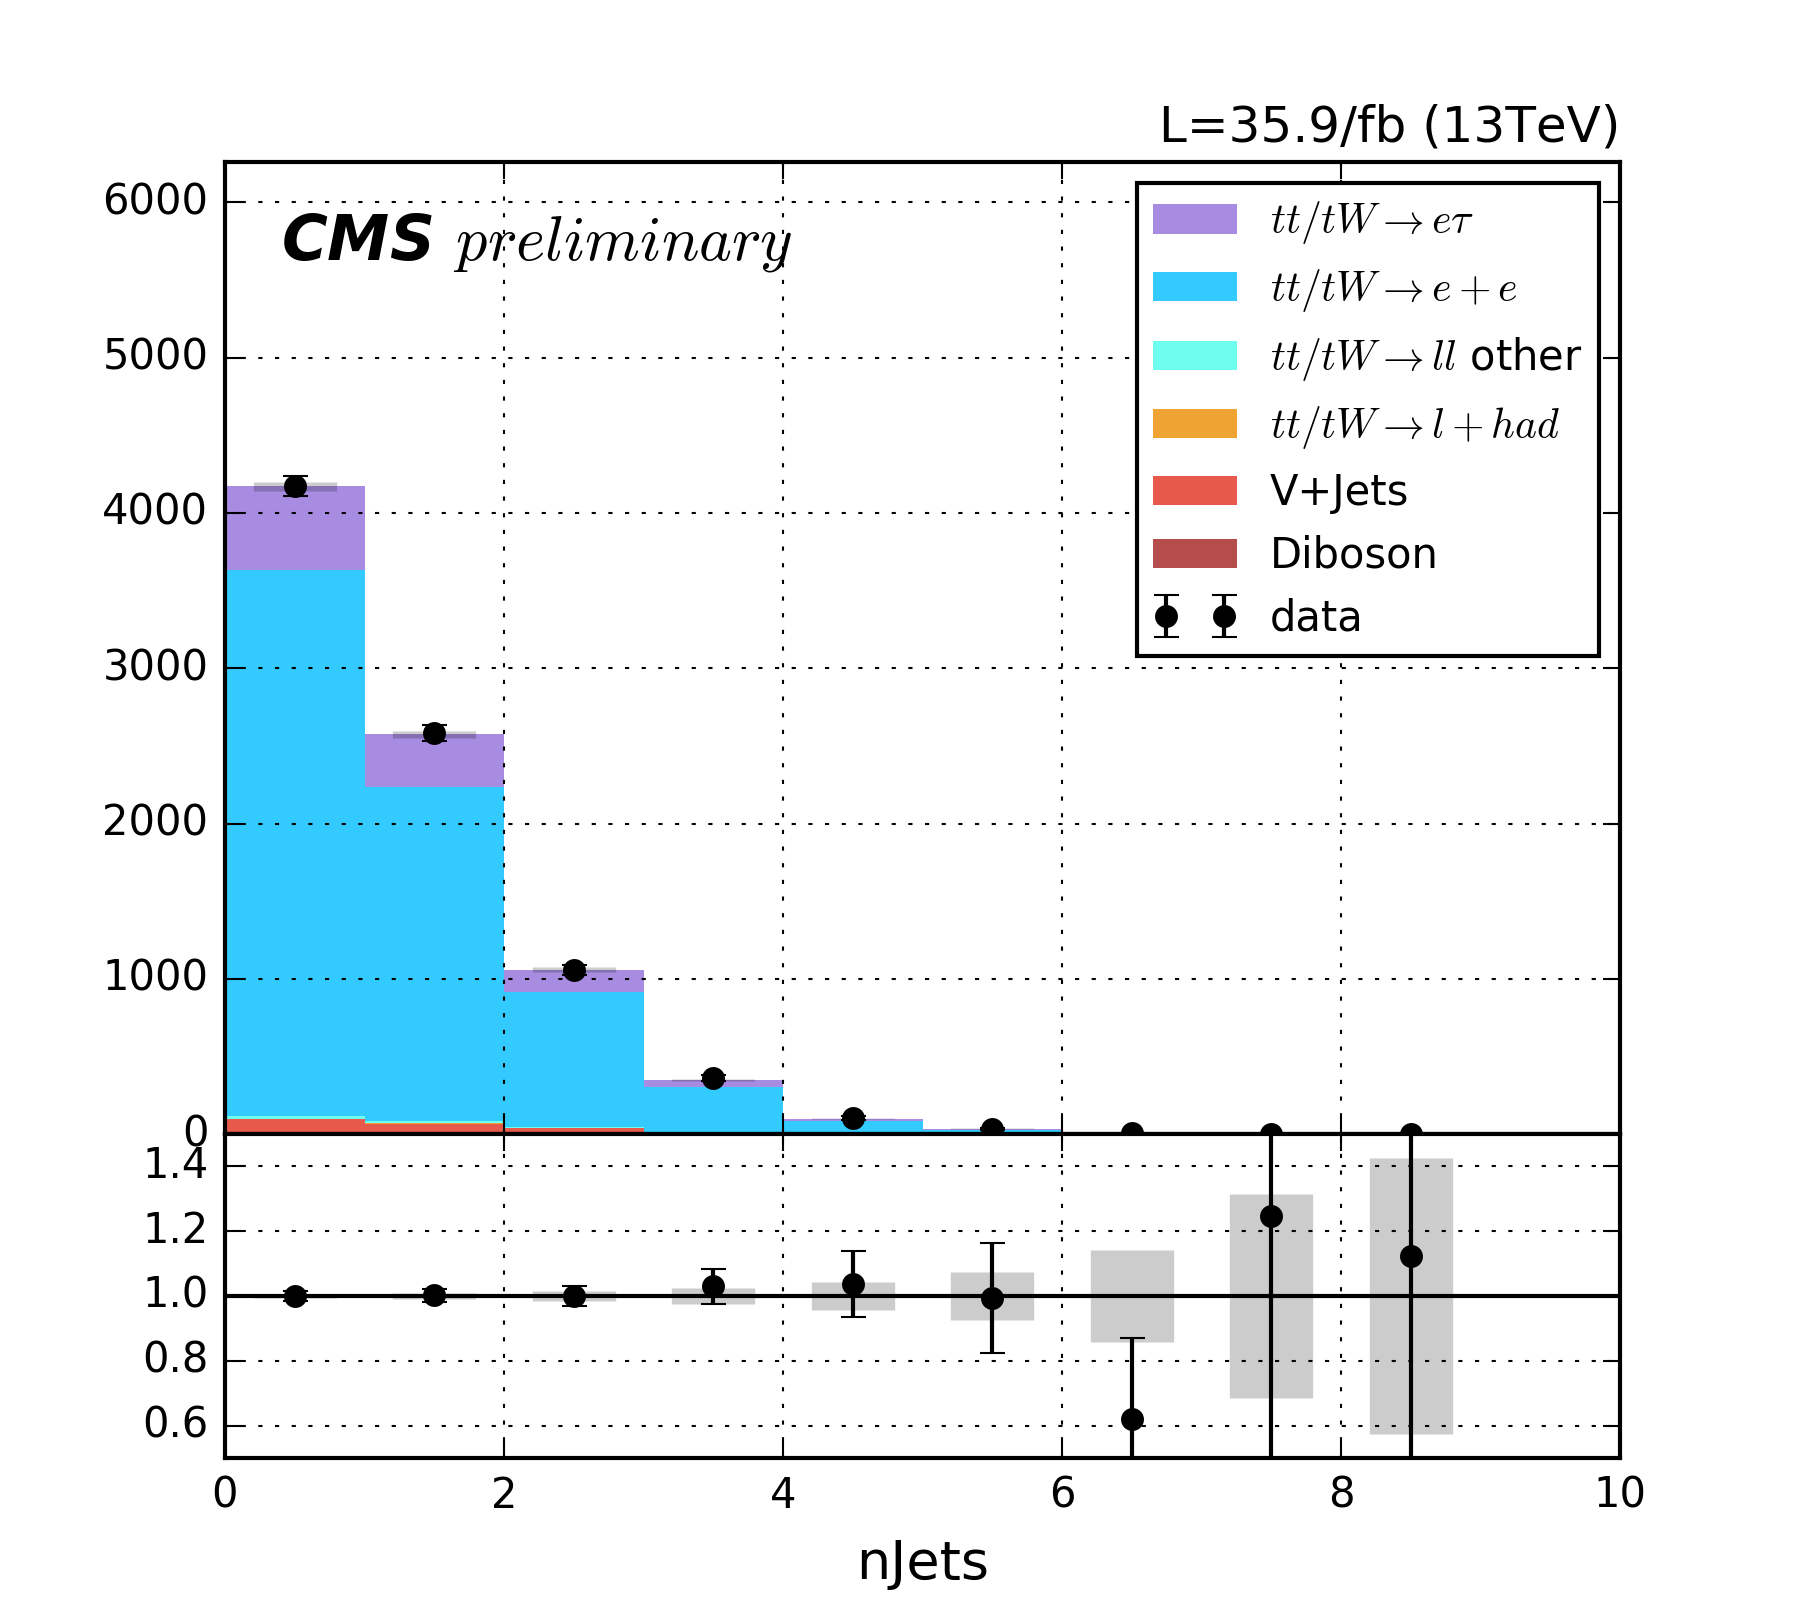 L=35.9/fb (13TeV)
CMS preliminary
tt/tW→eτ
tt/tW→e+e
tt/tW→ll other
tt/tW→l+had
V+Jets
Diboson
data
6000
5000
4000
3000
2000
1000
0
1.4
1.2
1.0
0.8
0.6
0 2 4 6 8 10
nJets